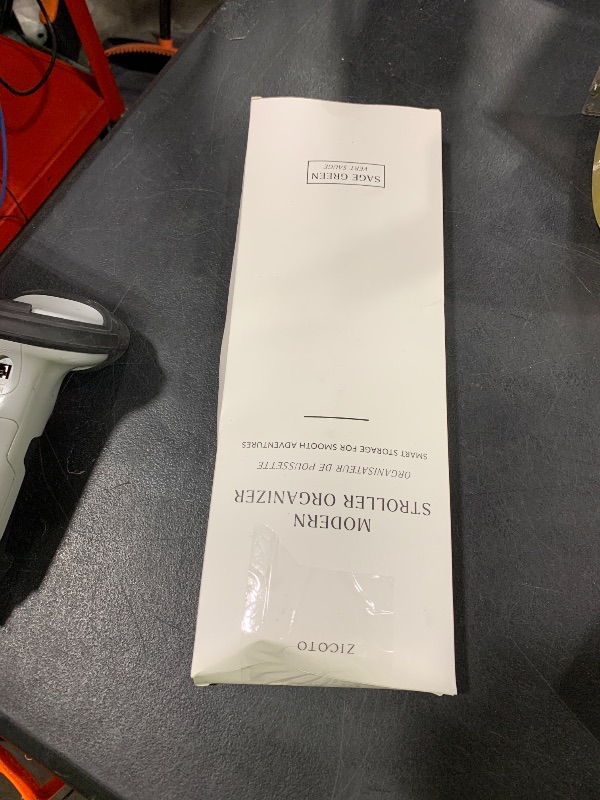 ZICOTO
MODERN
STROLLER ORGANIZER
ORGANISATEUR DE POUSSETTE
SMART STORAGE FOR SMOOTH ADVENTURES
SAGE GREEN
VERT SAUGE